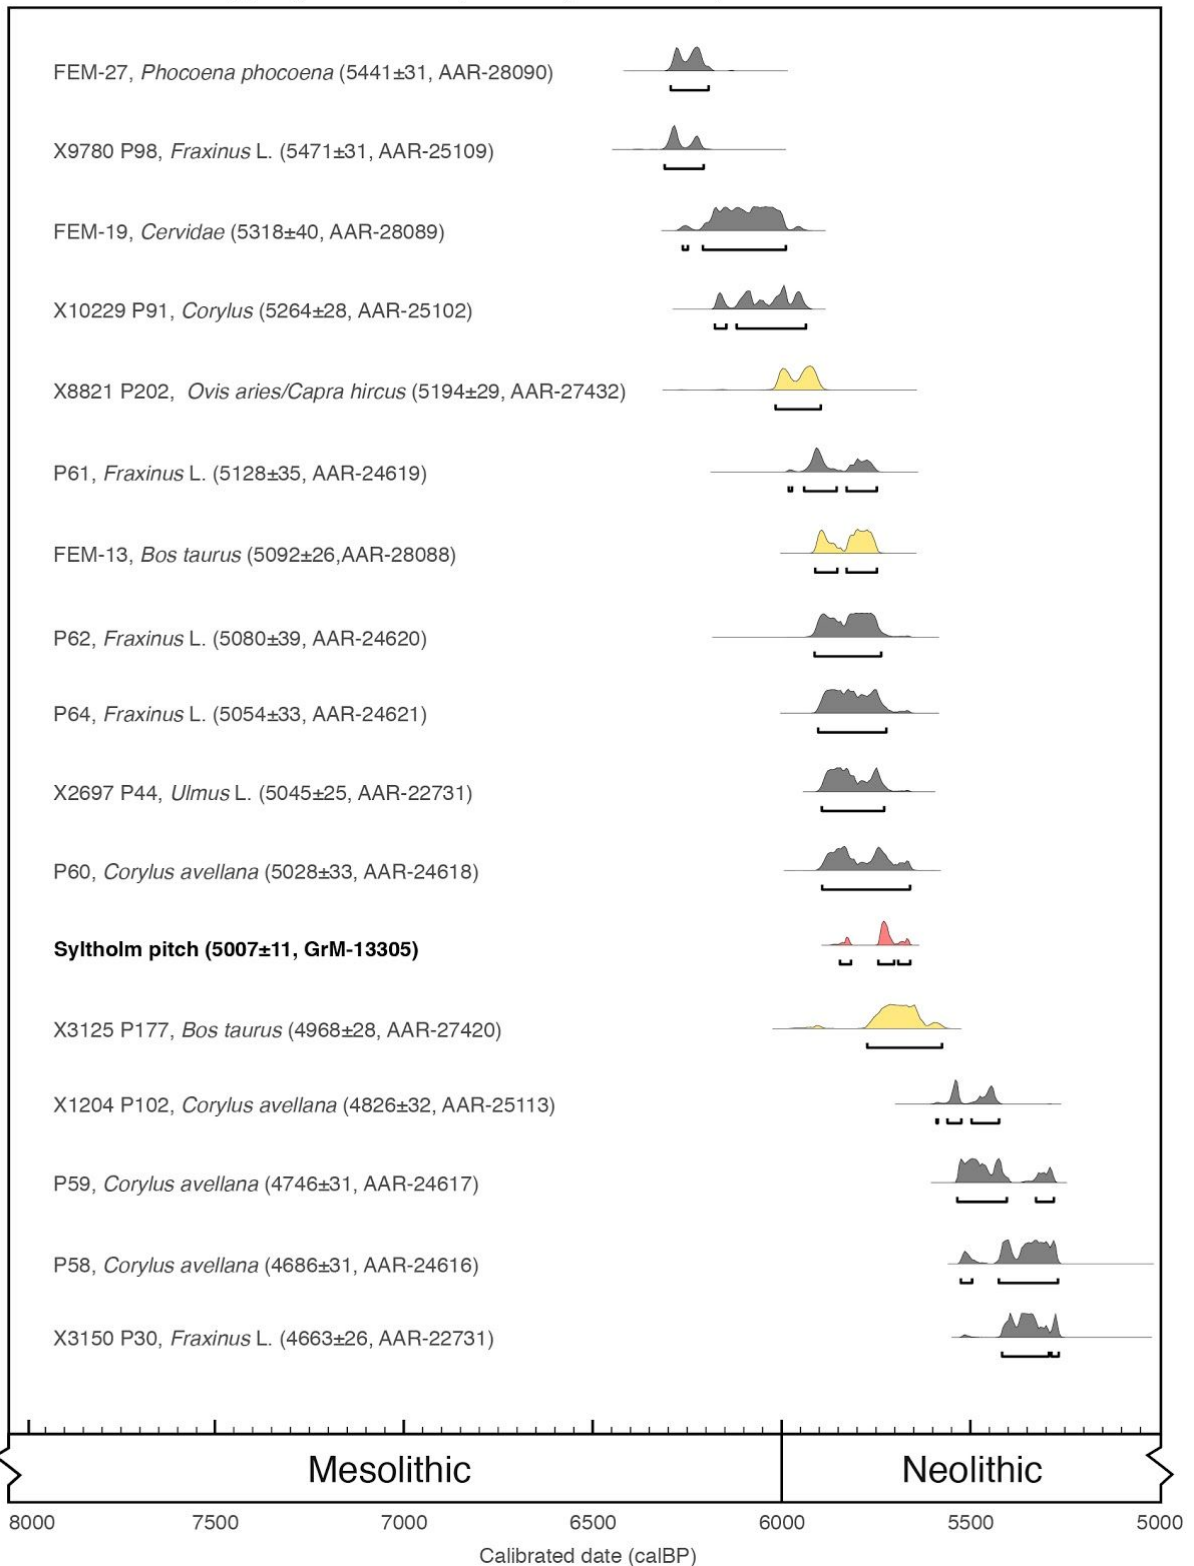 FEM-27, Phocoena phocoena (5441±31, AAR-28090)
X9780 P98, Fraxinus L. (5471±31, AAR-25109)
FEM-19, Cervidae (5318±40, AAR-28089)
X10229 P91, Corylus (5264±28, AAR-25102)
X8821 P202, Ovis aries/Capra hircus (5194±29, AAR-27432)
P61, Fraxinus L. (5128±35, AAR-24619)
FEM-13, Bos taurus (5092±26,AAR-28088)
P62, Fraxinus L. (5080±39, AAR-24620)
P64, Fraxinus L. (5054±33, AAR-24621)
X2697 P44, Ulmus L. (5045±25, AAR-22731)
P60, Corylus avellana (5028±33, AAR-24618)
Syltholm pitch (5007±11, GrM-13305)
X3125 P177, Bos taurus (4968±28, AAR-27420)
X1204 P102, Corylus avellana (4826±32, AAR-25113)
P59, Corylus avellana (4746±31, AAR-24617)
P58, Corylus avellana (4686±31, AAR-24616)
X3150 P30, Fraxinus L. (4663±26, AAR-22731)
Mesolithic Neolithic
8000 7500 7000 6500 6000 5500 5000
Calibrated date (calBP)